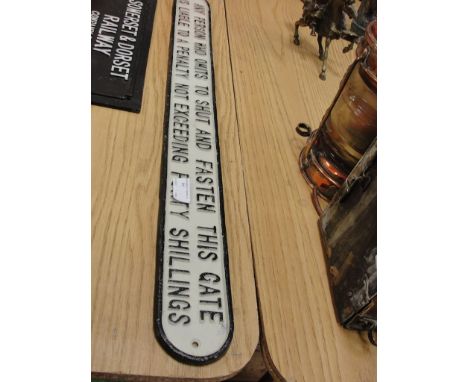 SOMERSET & DORSET
RAILWAY
ANY PERSON WHO OMITS TO SHUT AND FASTEN THIS GATE
IS LIABLE TO A PENALTY NOT EXCEEDING SHILLINGS